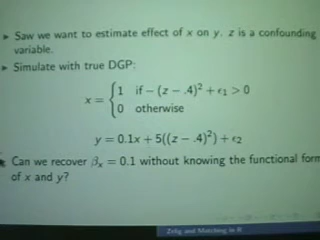 Saw we want to estimate effect of x on y. z is a confounding
variable.
Simulate with true DGP:
x = {1 if − (z − .4)² + ε₁ > 0
0 otherwise
y = 0.1x + 5((z − .4)²) + ε₂
Can we recover βₓ = 0.1 without knowing the functional form
of x and y?
Zelig and Matching in R